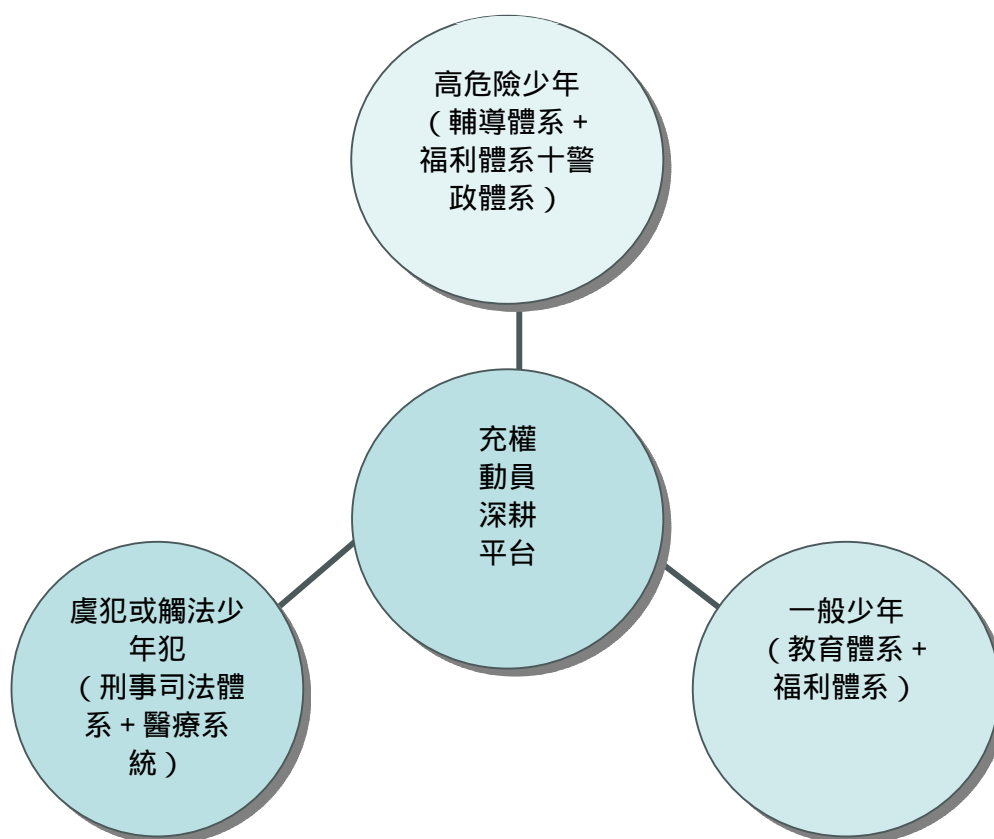 高危險少年
（輔導體系+
福利體系十警
政體系）
充權
動員
深耕
平台
虞犯或觸法少
年犯
（刑事司法體
系+醫療系
統）
一般少年
（教育體系+
福利體系）